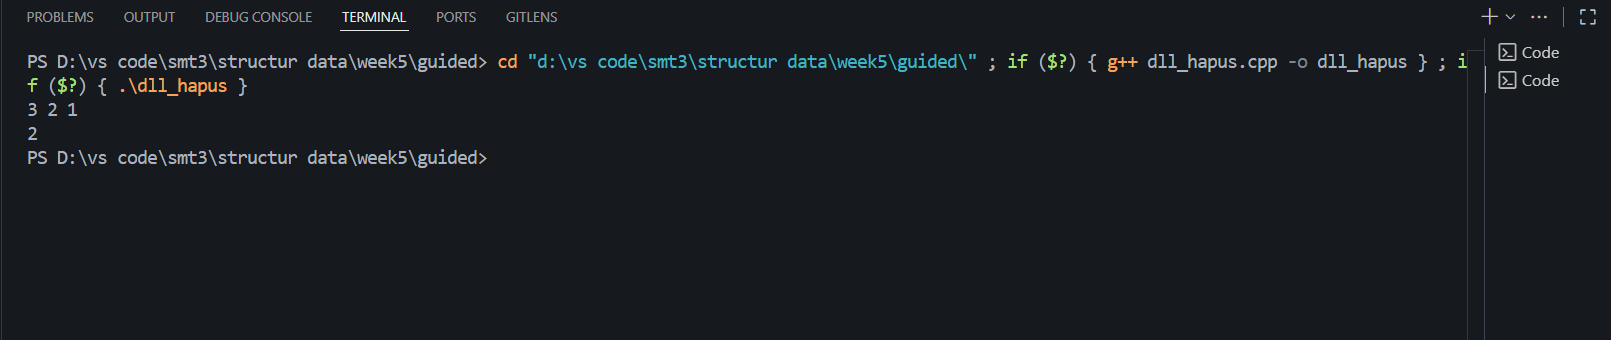 PROBLEMS OUTPUT DEBUG CONSOLE TERMINAL PORTS GITLENS
PS D:\vs code\smt3\structur data\week5\guided> cd "d:\vs code\smt3\structur data\week5\guided\" ; if ($?) { g++ dll_hapus.cpp -o dll_hapus } ; i
f ($?) { .\dll_hapus }
3 2 1
2
PS D:\vs code\smt3\structur data\week5\guided>
Code
Code